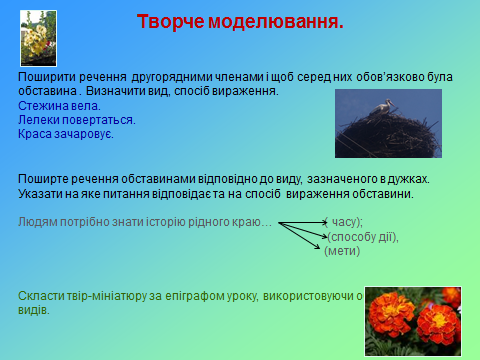 Творче моделювання.
Поширити речення другорядними членами і щоб серед них обов'язково була
обставина . Визначити вид, спосіб вираження.
Стежина вела.
Лелеки повертаться.
Краса зачаровує.
Поширте речення обставинами відповідно до виду, зазначеного в дужках.
Указати на яке питання відповідає та на спосіб вираження обставини.
Людям потрібно знати історію рідного краю… ( часу);
(способу дії),
(мети)
Скласти твір-мініатюру за епіграфом уроку, використовуючи о
видів.